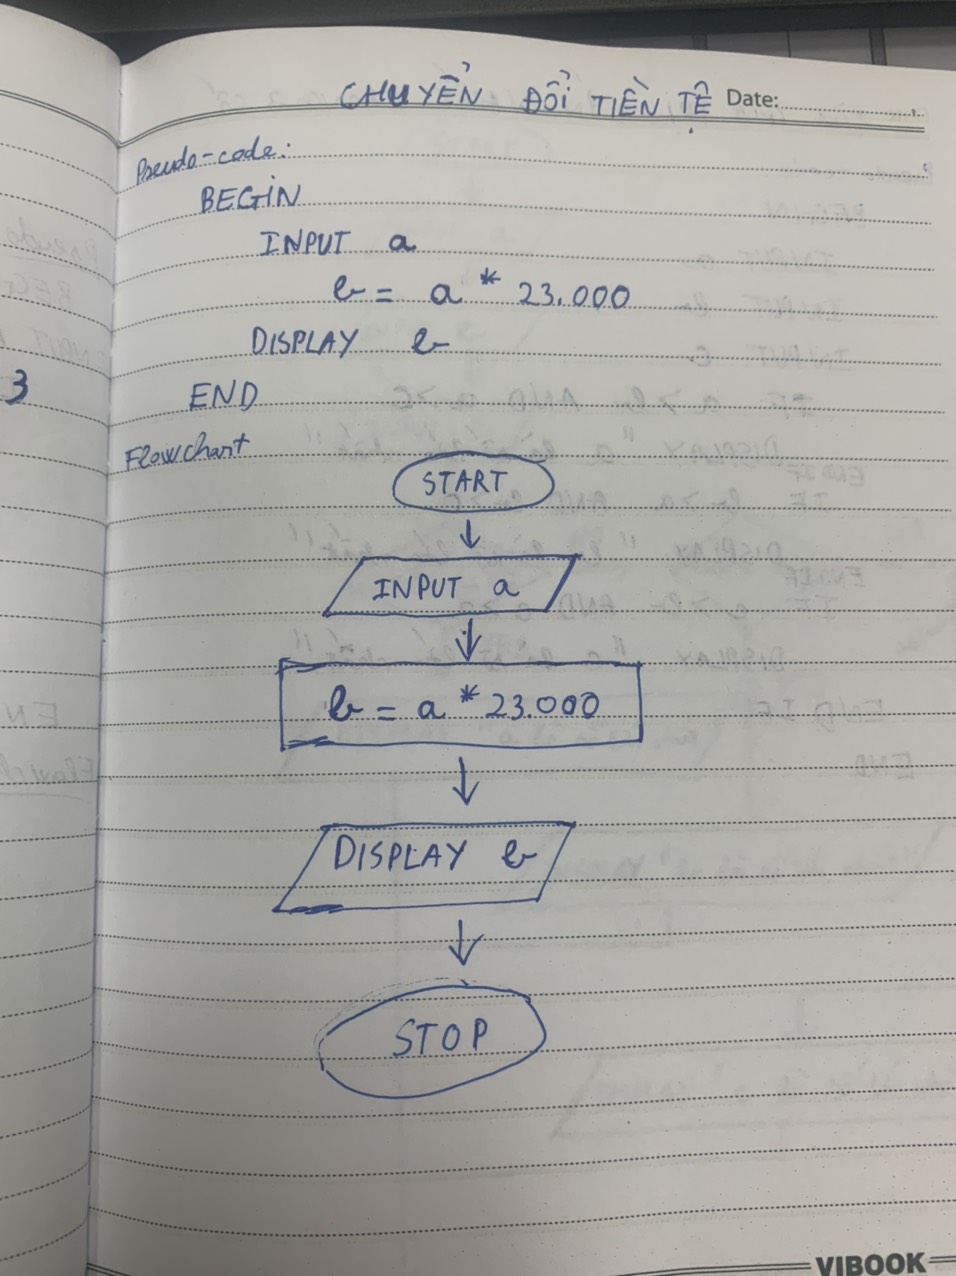 CHUYỂN ĐỔI TIỀN TỆ Date:
Pseudo-code:
BEGIN
INPUT a
b = a * 23.000
DISPLAY b
3
END
Flowchart
START
INPUT a
b = a * 23.000
DISPLAY b
STOP
VIBOOK